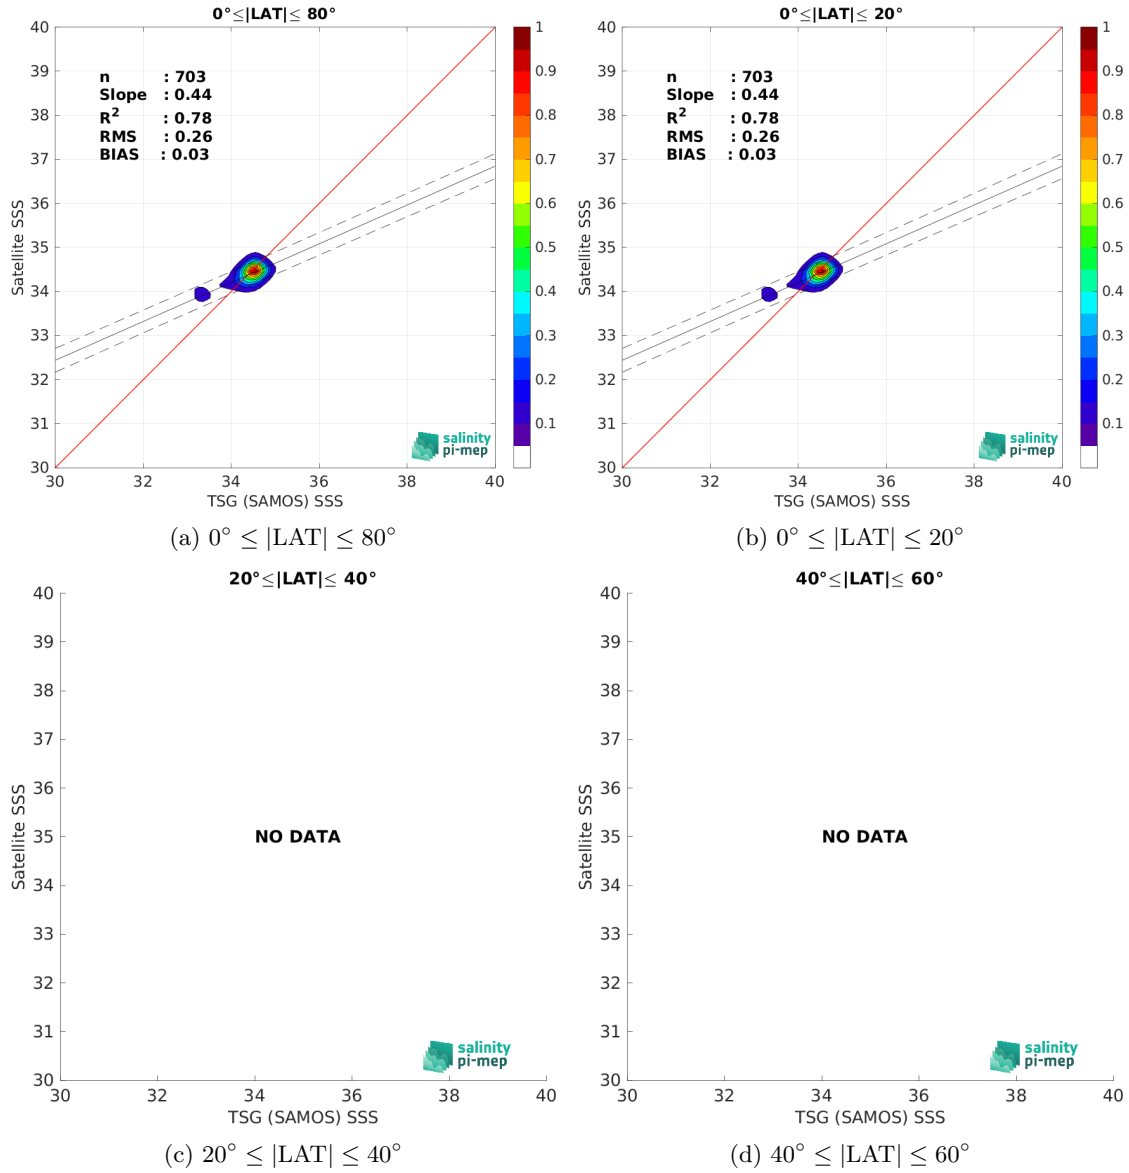 0°≤|LAT|≤ 80°
40
39
38
37
36
35
34
33
32
31
30
Satellite SSS
n : 703
Slope : 0.44
R² : 0.78
RMS : 0.26
BIAS : 0.03
salinity
pi-mep
30 32 34 36 38 40
TSG (SAMOS) SSS
1
0.9
0.8
0.7
0.6
0.5
0.4
0.3
0.2
0.1
(a) 0° ≤ |LAT| ≤ 80°
0°≤|LAT|≤ 20°
40
39
38
37
36
35
34
33
32
31
30
Satellite SSS
n : 703
Slope : 0.44
R² : 0.78
RMS : 0.26
BIAS : 0.03
salinity
pi-mep
30 32 34 36 38 40
TSG (SAMOS) SSS
1
0.9
0.8
0.7
0.6
0.5
0.4
0.3
0.2
0.1
(b) 0° ≤ |LAT| ≤ 20°
20°≤|LAT|≤ 40°
40
39
38
37
36
35
34
33
32
31
30
Satellite SSS
NO DATA
salinity
pi-mep
30 32 34 36 38 40
TSG (SAMOS) SSS
(c) 20° ≤ |LAT| ≤ 40°
40°≤|LAT|≤ 60°
40
39
38
37
36
35
34
33
32
31
30
Satellite SSS
NO DATA
salinity
pi-mep
30 32 34 36 38 40
TSG (SAMOS) SSS
(d) 40° ≤ |LAT| ≤ 60°